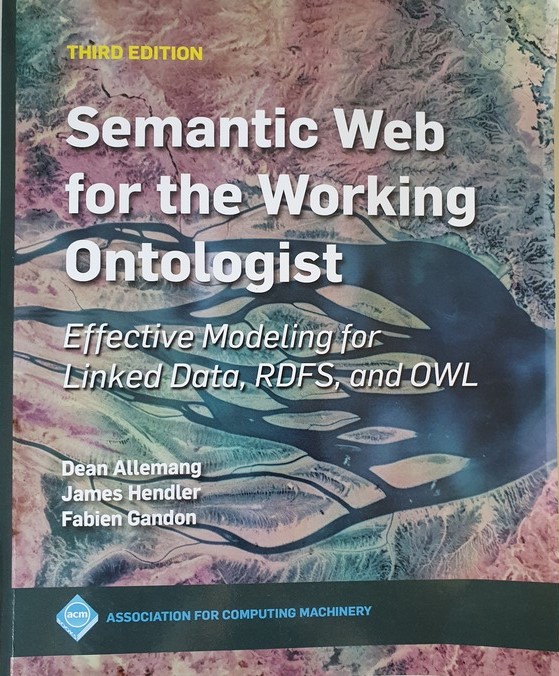 THIRD EDITION
Semantic Web
for the Working
Ontologist
Effective Modeling for
Linked Data, RDFS, and OWL
Dean Allemang
James Hendler
Fabien Gandon
acm
ASSOCIATION FOR COMPUTING MACHINERY